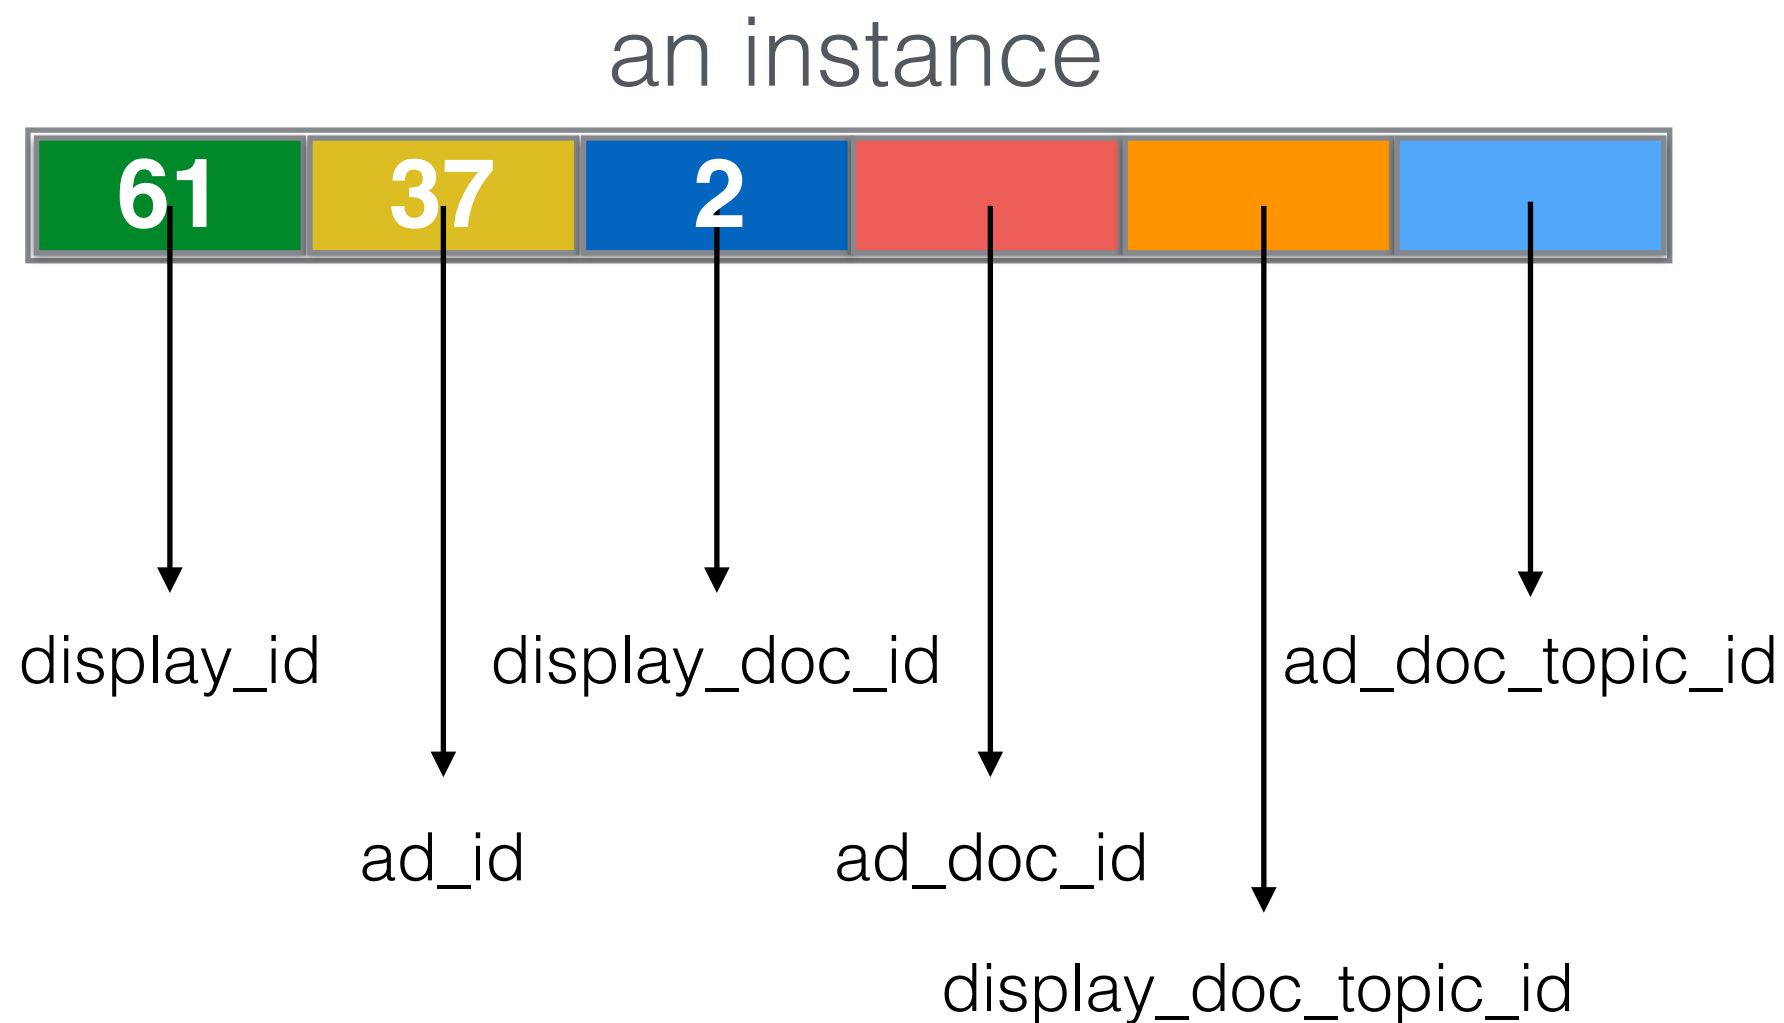 an instance
61 37 2
display_id display_doc_id ad_doc_topic_id
ad_id ad_doc_id
display_doc_topic_id